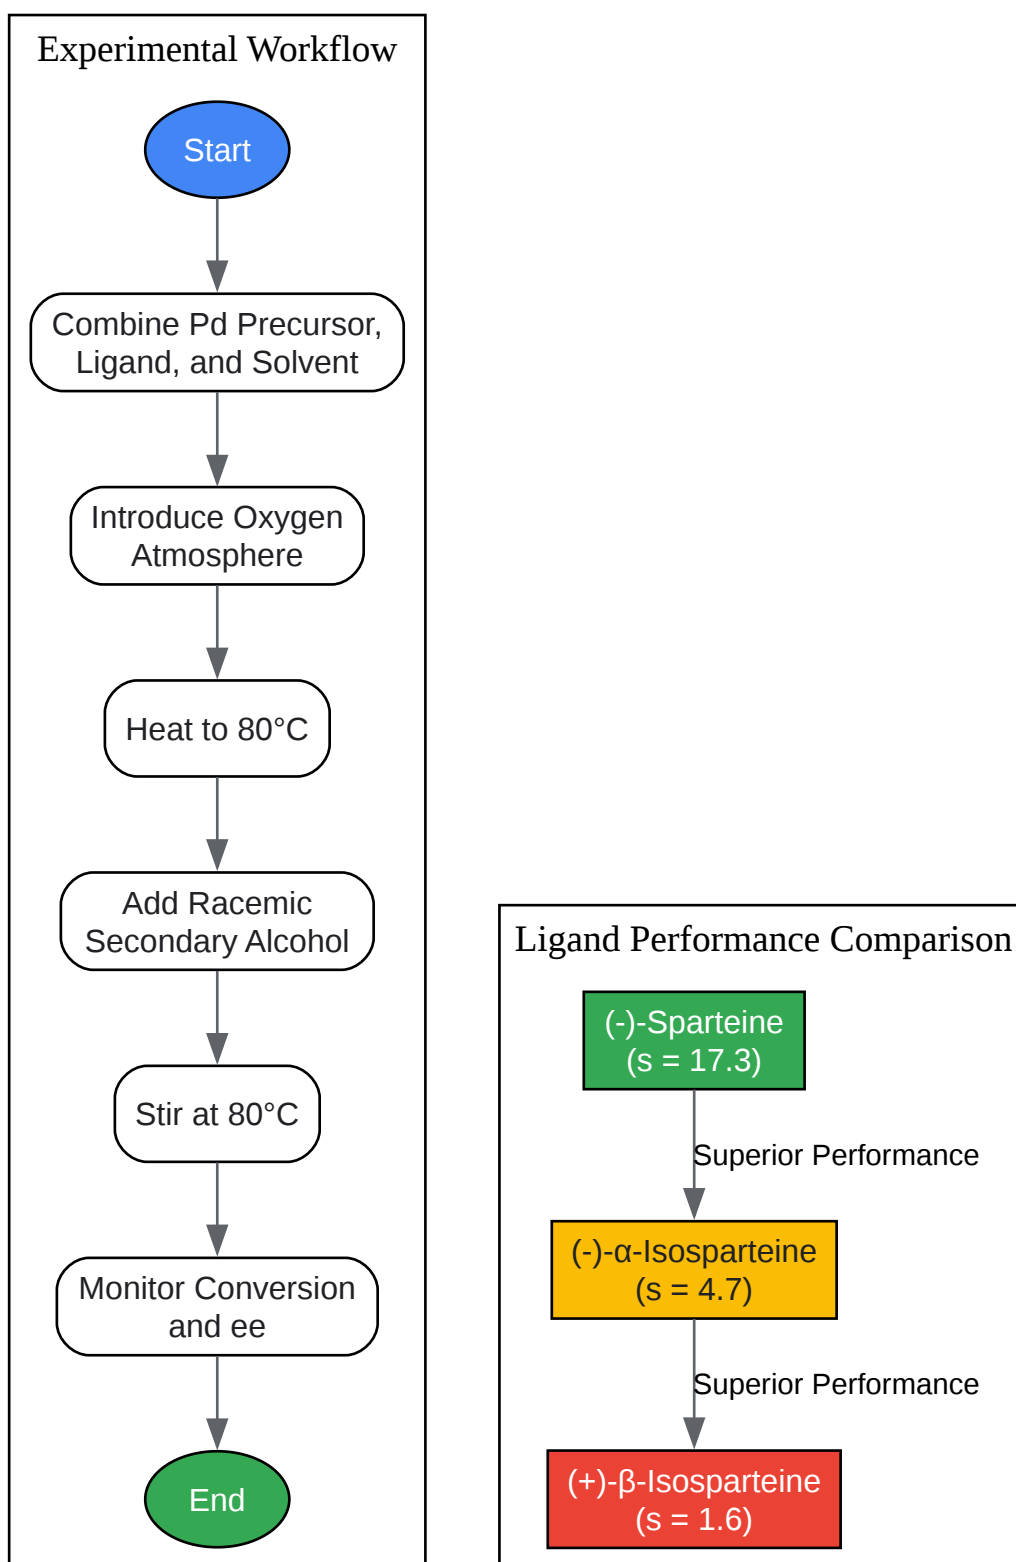 Experimental Workflow
Start
Combine Pd Precursor,
Ligand, and Solvent
Introduce Oxygen
Atmosphere
Heat to 80°C
Add Racemic
Secondary Alcohol
Stir at 80°C
Monitor Conversion
and ee
End
Ligand Performance Comparison
(-)-Sparteine
(s = 17.3)
Superior Performance
(-)-α-Isosparteine
(s = 4.7)
Superior Performance
(+)-β-Isosparteine
(s = 1.6)